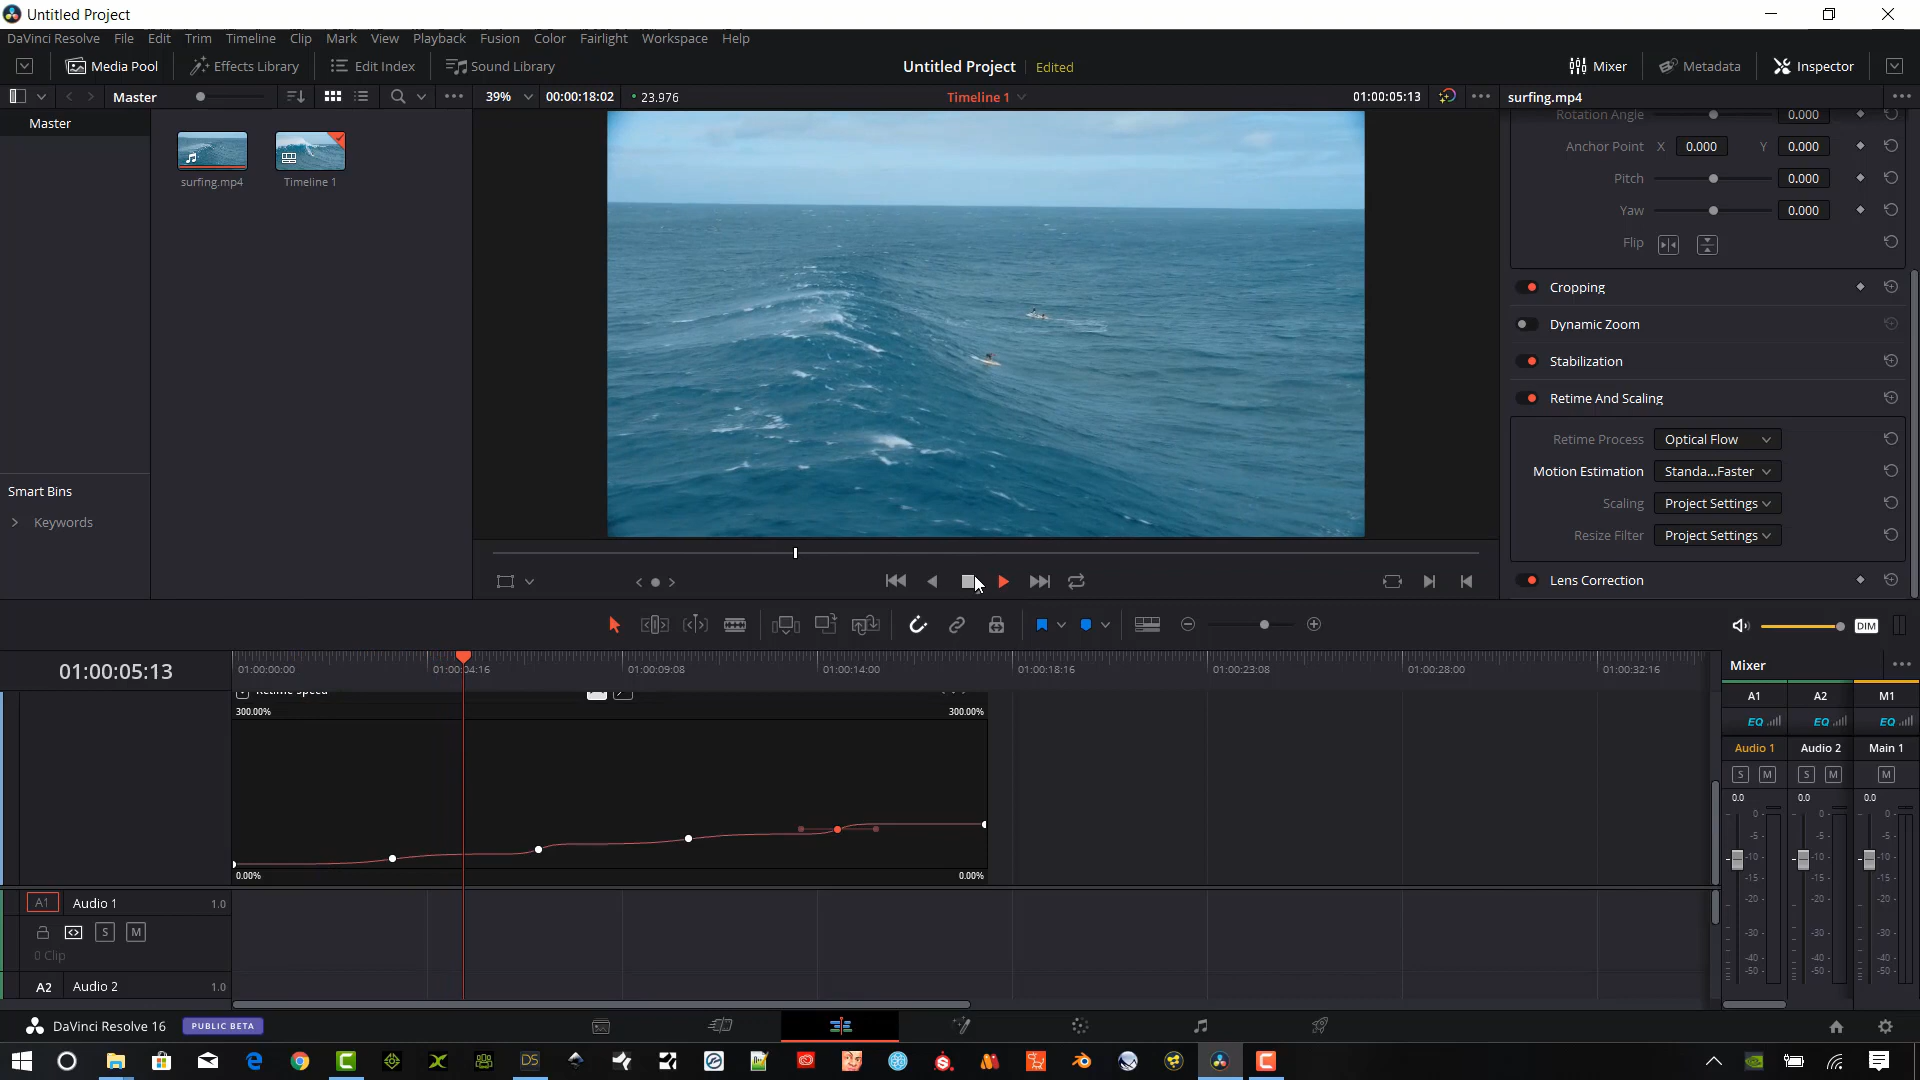 Untitled Project
DaVinci Resolve File Edit Trim Timeline Clip Mark View Playback Fusion Color Fairlight Workspace Help
Media Pool Effects Library Edit Index Sound Library Untitled Project Edited Mixer Metadata Inspector
Master 39% 00:00:18:02 23.976 Timeline 1 01:00:05:13 surfing.mp4
Master
surfing.mp4 Timeline 1
Rotation Angle 0.000
Anchor Point X 0.000 Y 0.000
Pitch 0.000
Yaw 0.000
Flip
Cropping
Dynamic Zoom
Stabilization
Retime And Scaling
Retime Process Optical Flow
Motion Estimation Standa...Faster
Scaling Project Settings
Resize Filter Project Settings
Lens Correction
Smart Bins
Keywords
DIM
01:00:05:13
01:00:00:00 01:00:04:16 01:00:09:08 01:00:14:00 01:00:18:16 01:00:23:08 01:00:28:00 01:00:32:16
Mixer
Retime Speed
300.00% 300.00%
0.00% 0.00%
A1 A2 M1
EQ EQ EQ
Audio 1 Audio 2 Main 1
S M S M M
0.0 0.0 0.0
0- 0- 0-
-5- -5- -5-
-10- -10- -10-
-15- -15- -15-
-20- -20- -20-
-30- -30- -30-
-40- -40- -40-
-50- -50- -50-
A1 Audio 1 1.0
S M
0 Clip
A2 Audio 2 1.0
DaVinci Resolve 16 PUBLIC BETA
DS